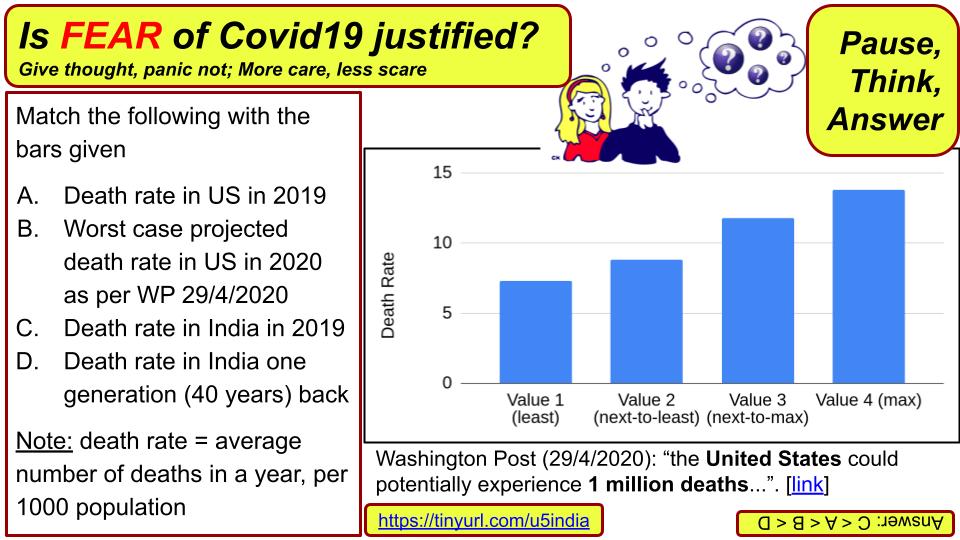 Is FEAR of Covid19 justified?
Give thought, panic not; More care, less scare
Pause,
Think,
Answer
Match the following with the
bars given
A. Death rate in US in 2019
B. Worst case projected
death rate in US in 2020
as per WP 29/4/2020
C. Death rate in India in 2019
D. Death rate in India one
generation (40 years) back
Note: death rate = average
number of deaths in a year, per
1000 population
? ? ?
15
10
5
0
Death Rate
Value 1
(least)
Value 2
(next-to-least)
Value 3
(next-to-max)
Value 4 (max)
Washington Post (29/4/2020): “the United States could
potentially experience 1 million deaths...”. [link]
https://tinyurl.com/u5india
Answer: C < A < B < D